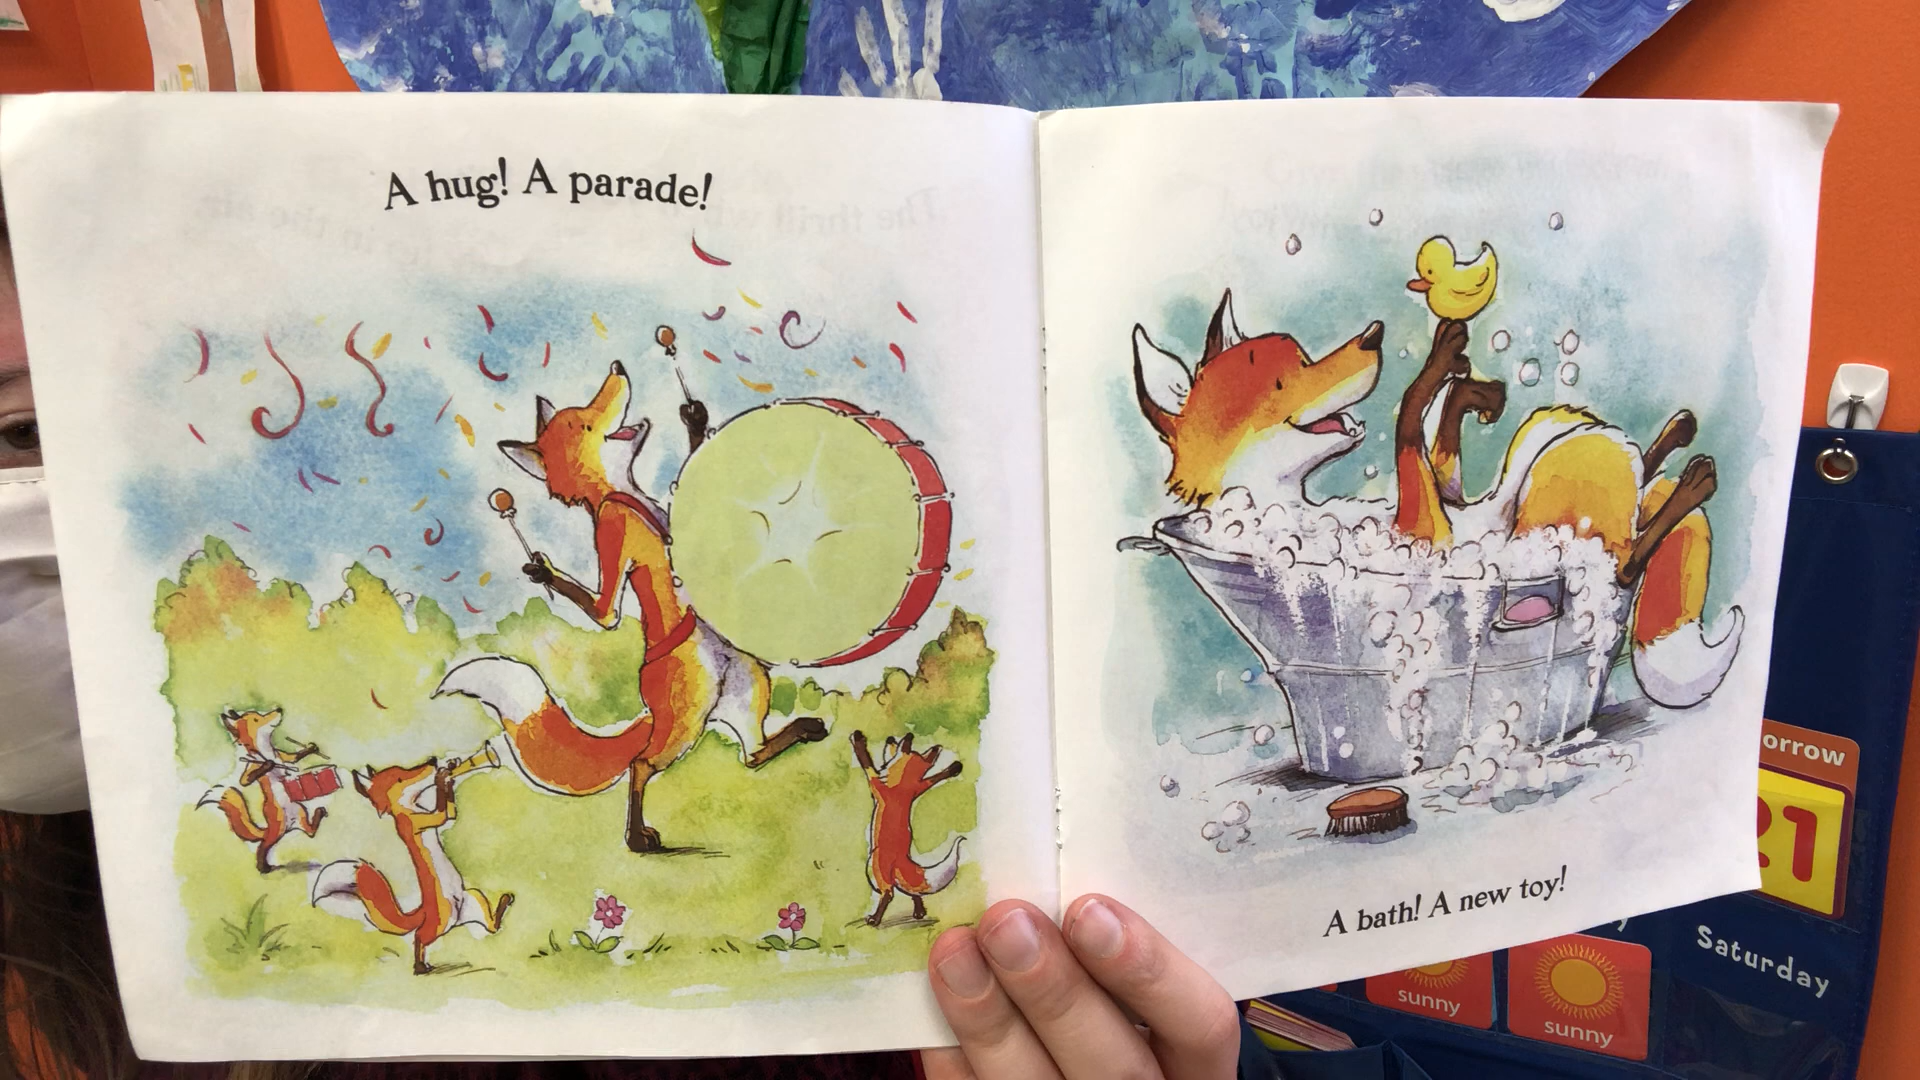 A hug! A parade!
A bath! A new toy!
orrow
21
Saturday
sunny
sunny